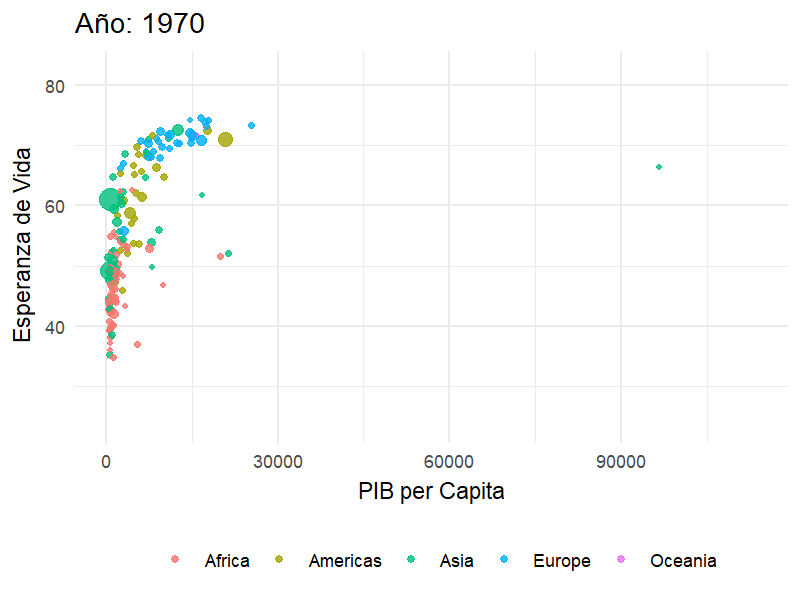 Año: 1970
Esperanza de Vida
80
60
40
0 30000 60000 90000
PIB per Capita
Africa Americas Asia Europe Oceania